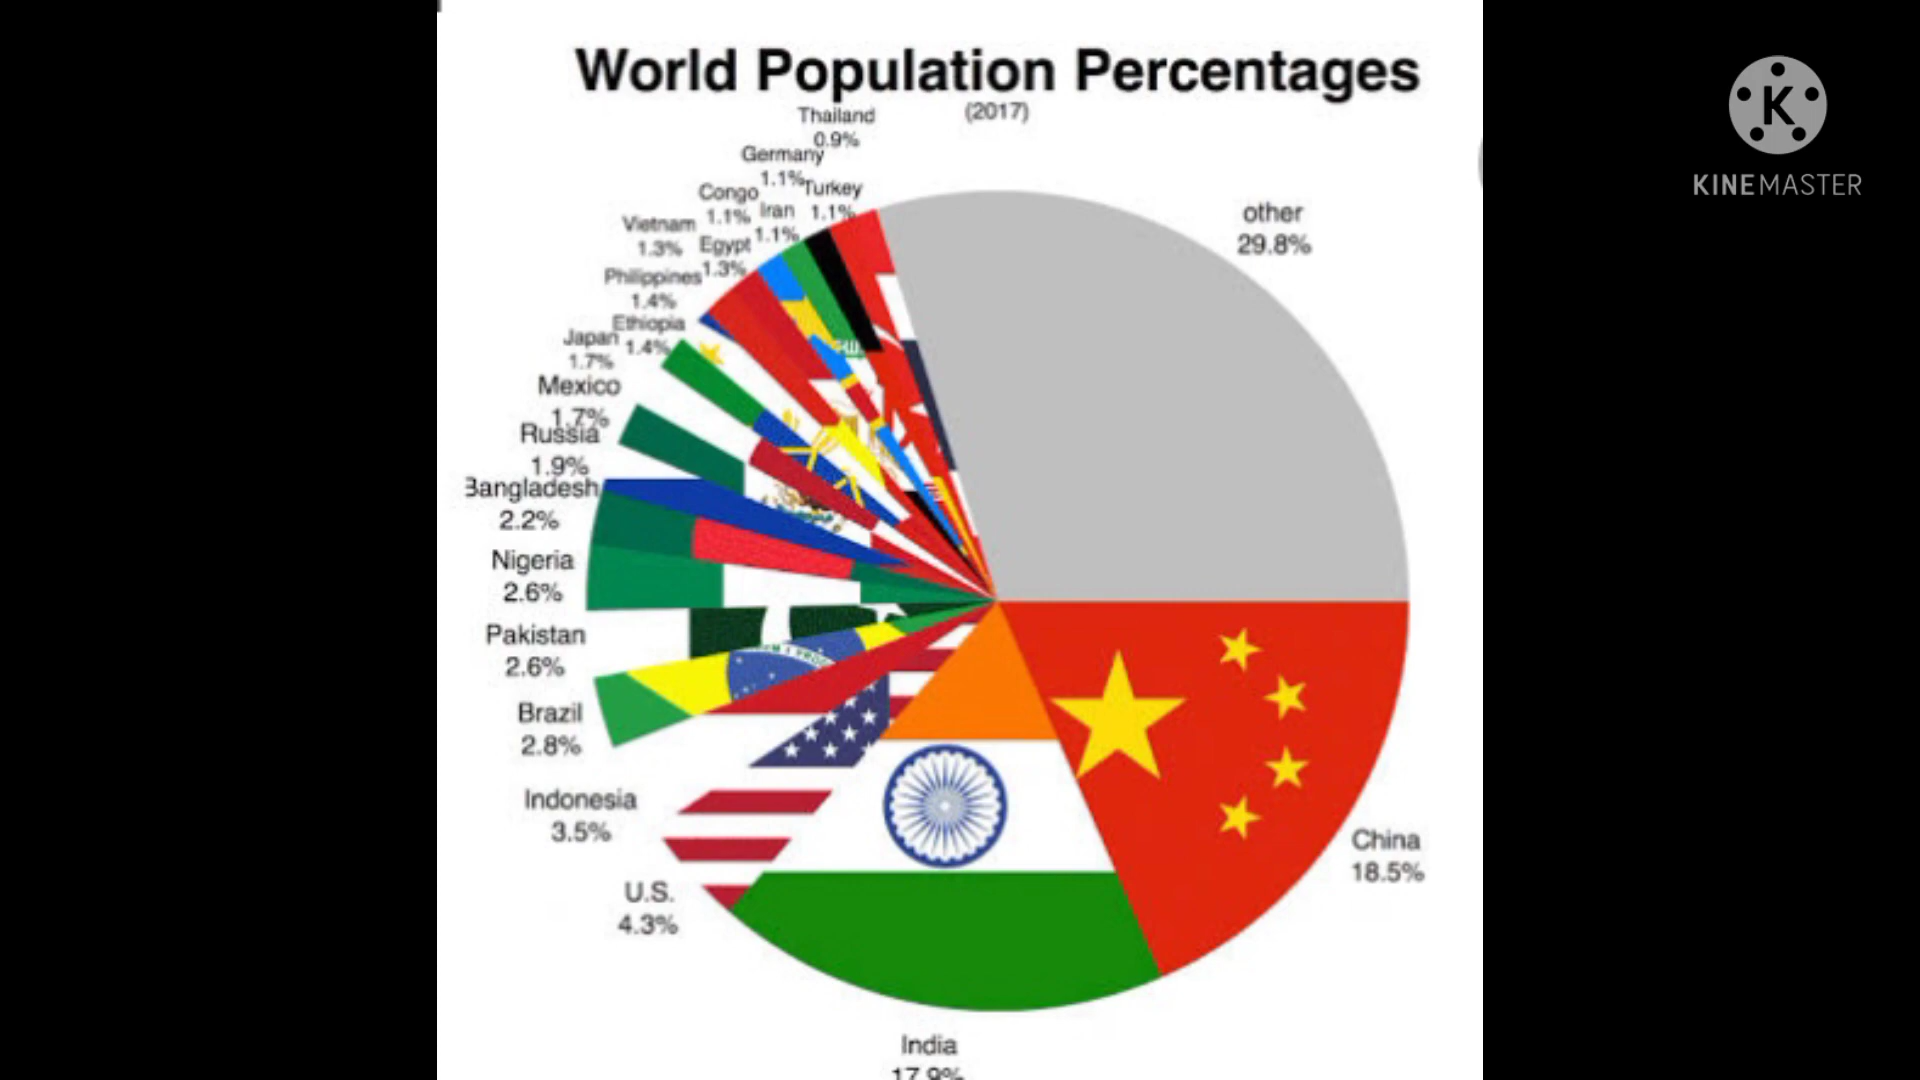 World Population Percentages
(2017)
Thailand
0.9%
Germany
1.1%
Turkey
1.1%
Congo
1.1%
Iran
1.1%
Vietnam
1.3%
Egypt
1.3%
Philippines
1.4%
Ethiopia
1.4%
Japan
1.7%
Mexico
1.7%
Russia
1.9%
Bangladesh
2.2%
Nigeria
2.6%
Pakistan
2.6%
Brazil
2.8%
Indonesia
3.5%
U.S.
4.3%
India
17.9%
China
18.5%
other
29.8%
K
KINEMASTER